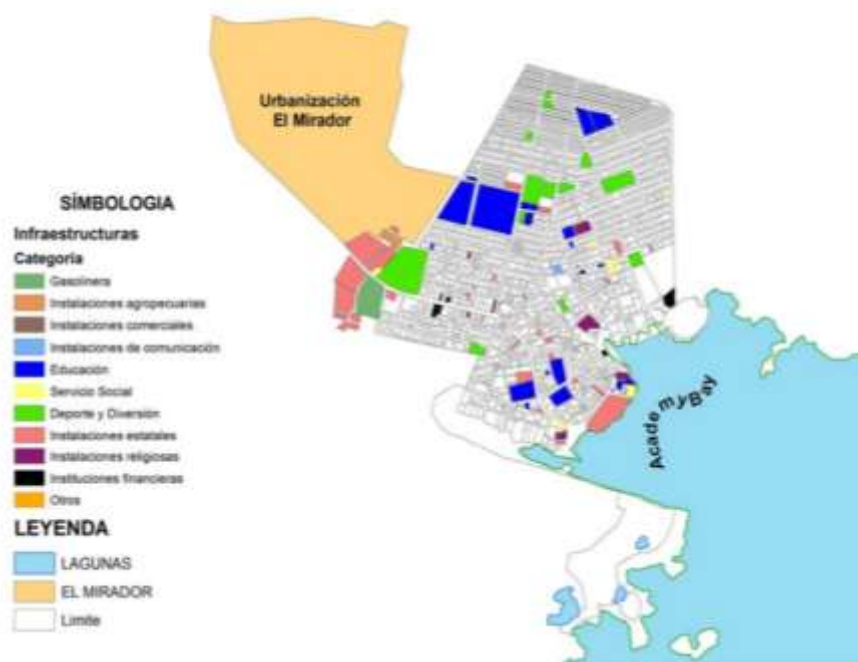 Urbanización
El Mirador
SÍMBOLOGIA
Infraestructuras
Categoría
Gasolinera
Instalaciones agropecuarias
Instalaciones comerciales
Instalaciones de comunicación
Educación
Servicio Social
Deporte y Diversión
Instalaciones estatales
Instalaciones religiosas
Instituciones financieras
Otros
LEYENDA
LAGUNAS
EL MIRADOR
Limite
Academy Bay